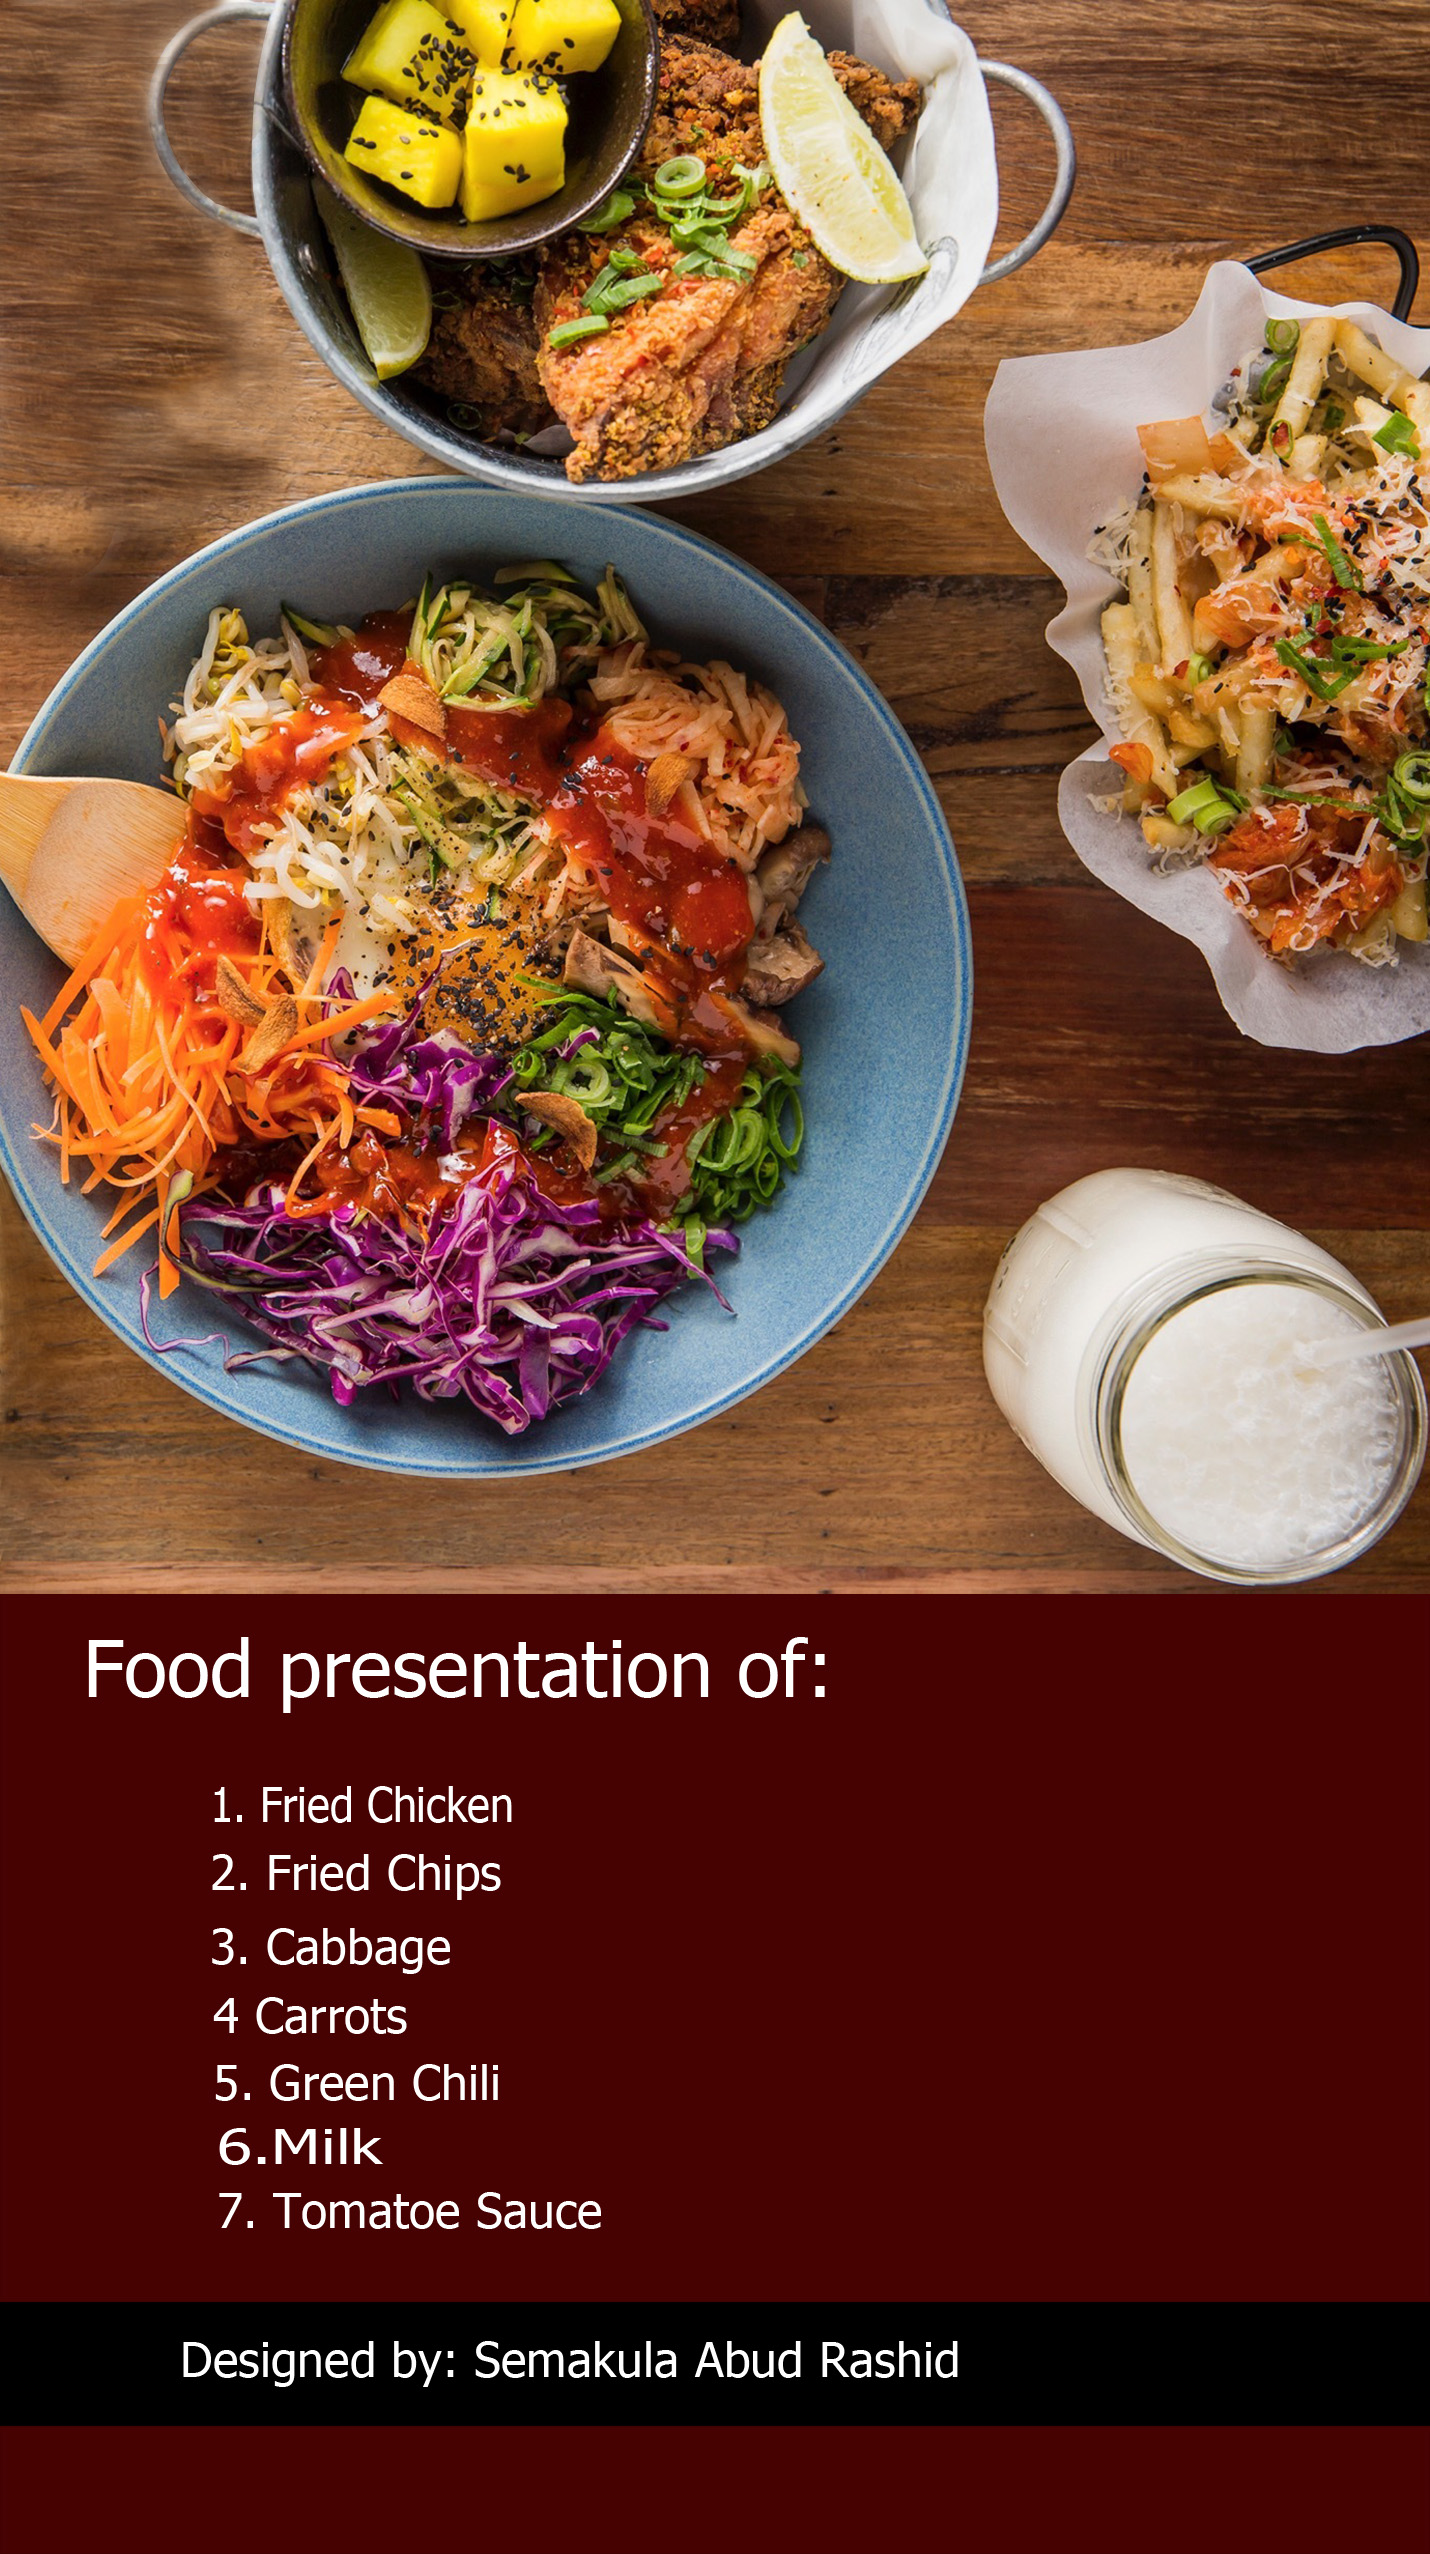 Food presentation of:
1. Fried Chicken
2. Fried Chips
3. Cabbage
4 Carrots
5. Green Chili
6.Milk
7. Tomatoe Sauce
Designed by: Semakula Abud Rashid